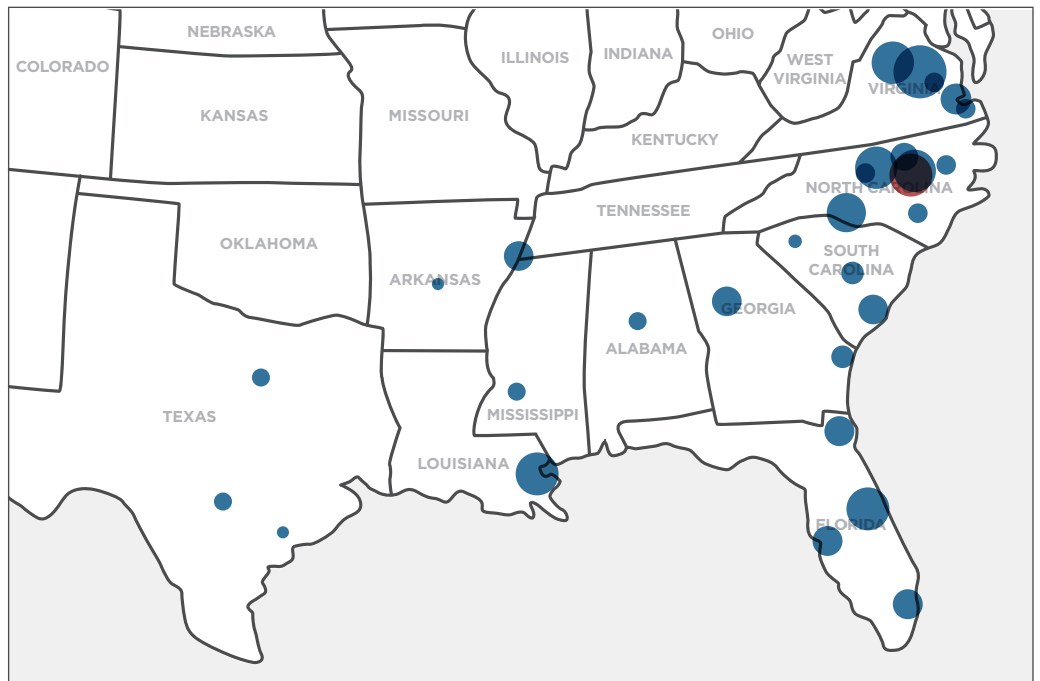 NEBRASKA
OHIO
COLORADO
ILLINOIS
INDIANA
WEST
VIRGINIA
VIRGINIA
KANSAS
MISSOURI
KENTUCKY
NORTH CAROLINA
TENNESSEE
OKLAHOMA
SOUTH
CAROLINA
ARKANSAS
GEORGIA
ALABAMA
TEXAS
MISSISSIPPI
LOUISIANA
FLORIDA